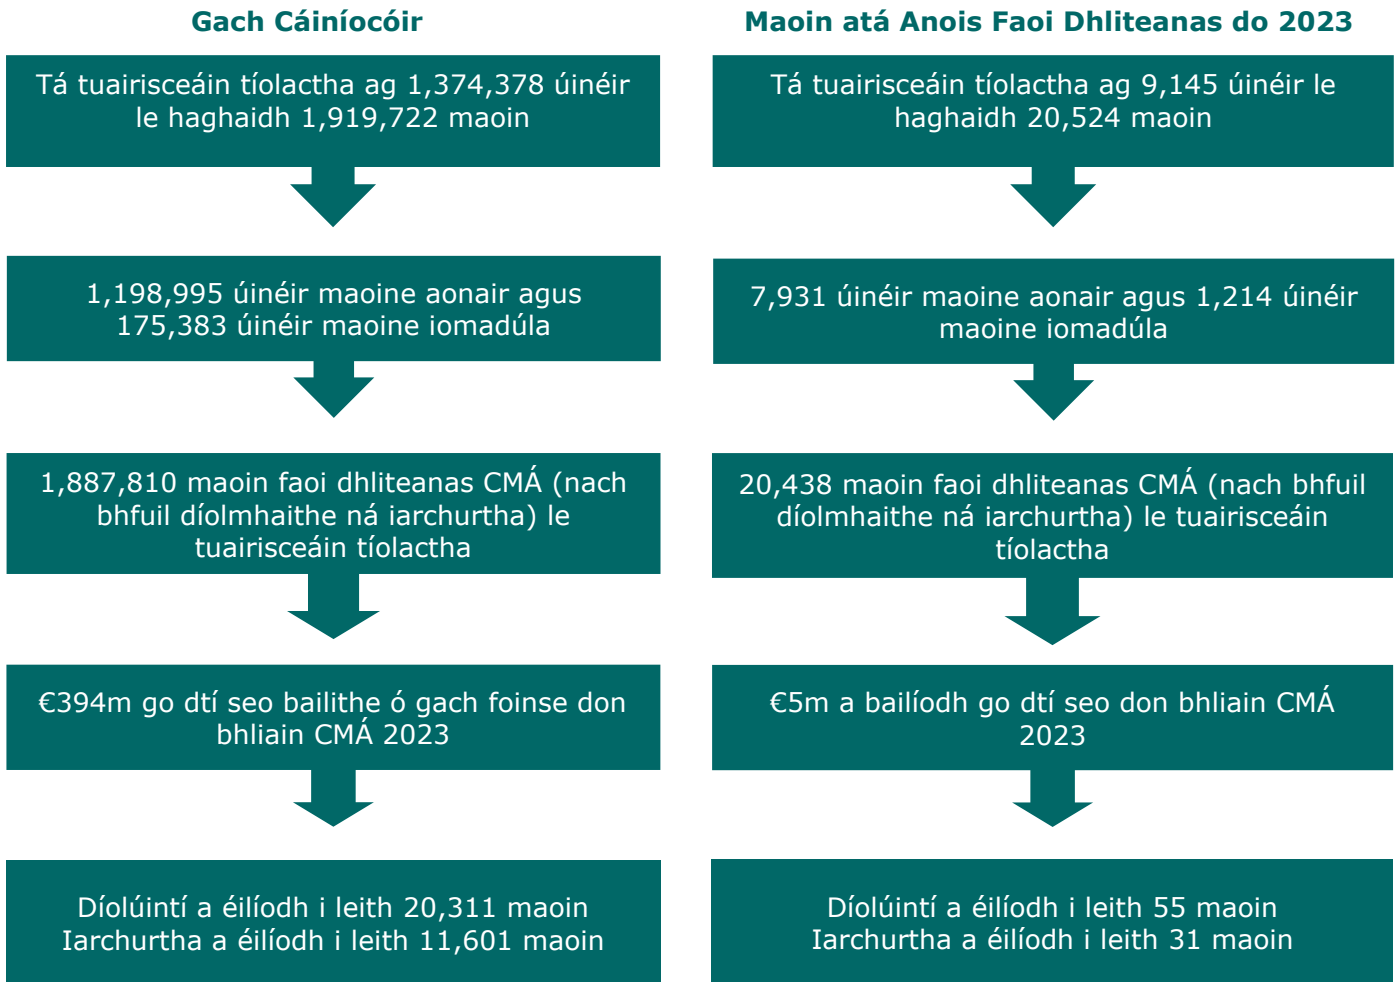 Gach Cáiníocóir
Tá tuairisceáin tíolactha ag 1,374,378 úinéir
le haghaidh 1,919,722 maoin
1,198,995 úinéir maoine aonair agus
175,383 úinéir maoine iomadúla
1,887,810 maoin faoi dhliteanas CMÁ (nach
bhfuil díolmhaithe ná iarchurtha) le
tuairisceáin tíolactha
€394m go dtí seo bailithe ó gach foinse don
bhliain CMÁ 2023
Díolúintí a éilíodh i leith 20,311 maoin
Iarchurtha a éilíodh i leith 11,601 maoin
Maoin atá Anois Faoi Dhliteanas do 2023
Tá tuairisceáin tíolactha ag 9,145 úinéir le
haghaidh 20,524 maoin
7,931 úinéir maoine aonair agus 1,214 úinéir
maoine iomadúla
20,438 maoin faoi dhliteanas CMÁ (nach bhfuil
díolmhaithe ná iarchurtha) le tuairisceáin
tíolactha
€5m a bailíodh go dtí seo don bhliain CMÁ
2023
Díolúintí a éilíodh i leith 55 maoin
Iarchurtha a éilíodh i leith 31 maoin